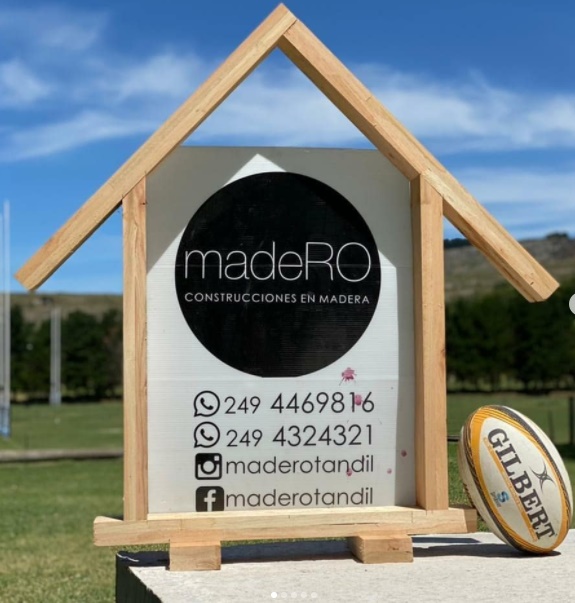 madeRO
CONSTRUCCIONES EN MADERA
249 4469816
249 4324321
maderotandil
maderotandil
GILBERT